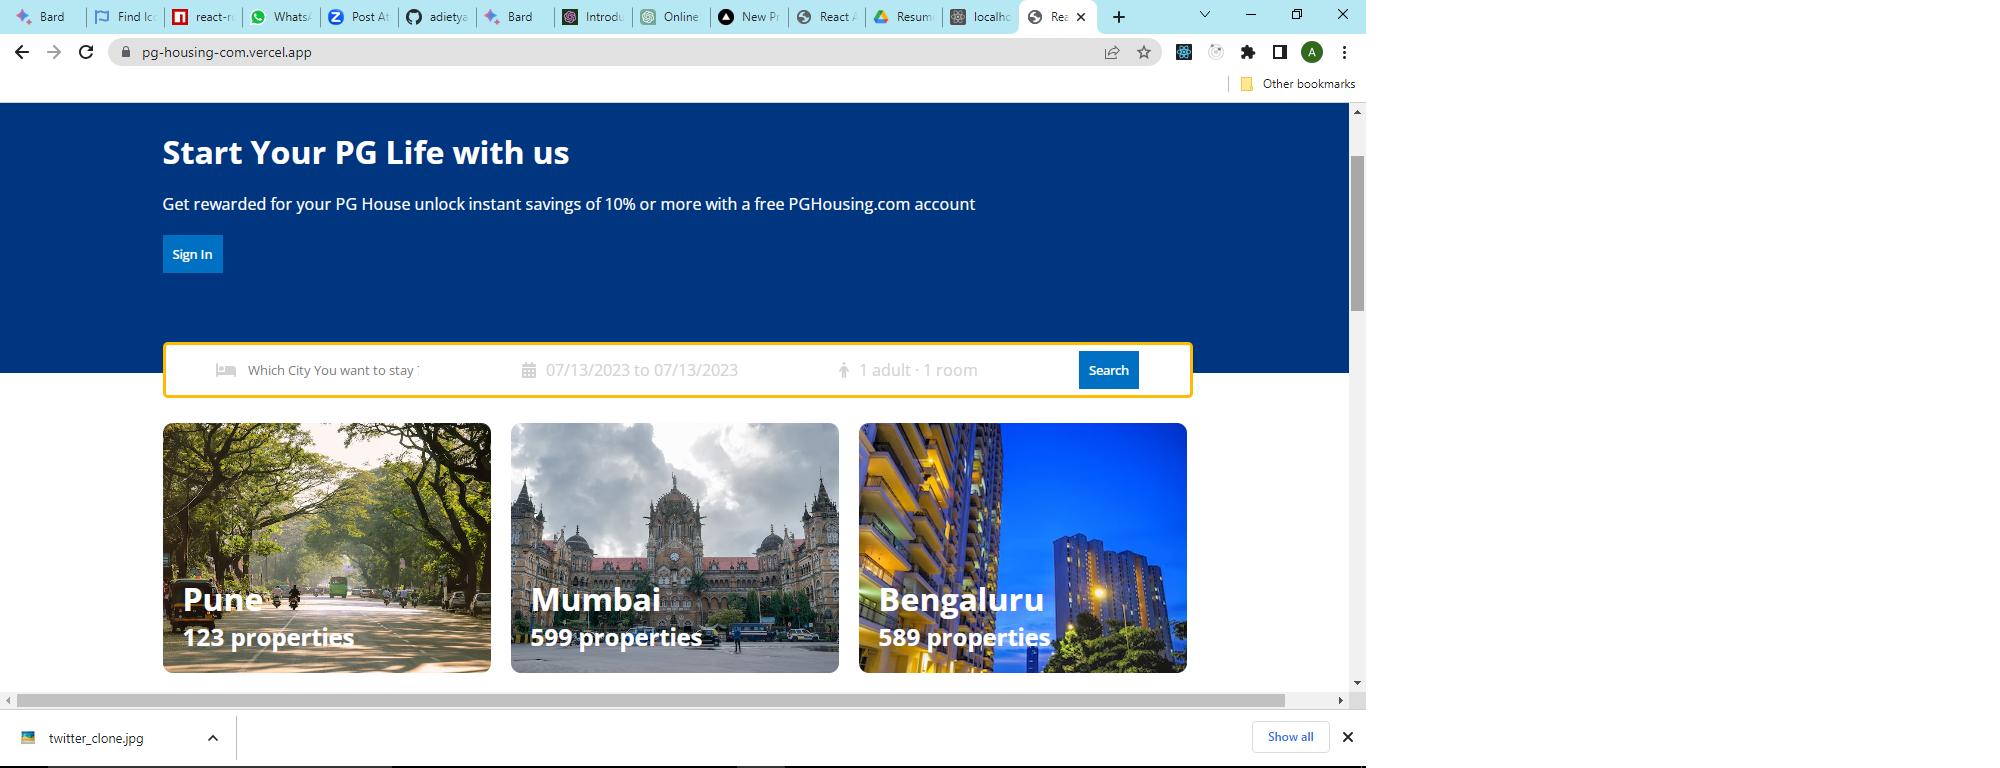 Bard
Find Ic
react-r
Whats
Post At
adietya
Bard
Introdu
Online
New Pr
React A
Resum
localho
Rea
pg-housing-com.vercel.app
A
Other bookmarks
Start Your PG Life with us
Get rewarded for your PG House unlock instant savings of 10% or more with a free PGHousing.com account
Sign In
Which City You want to stay
07/13/2023 to 07/13/2023
1 adult · 1 room
Search
Pune
123 properties
Mumbai
599 properties
Bengaluru
589 properties
twitter_clone.jpg
Show all